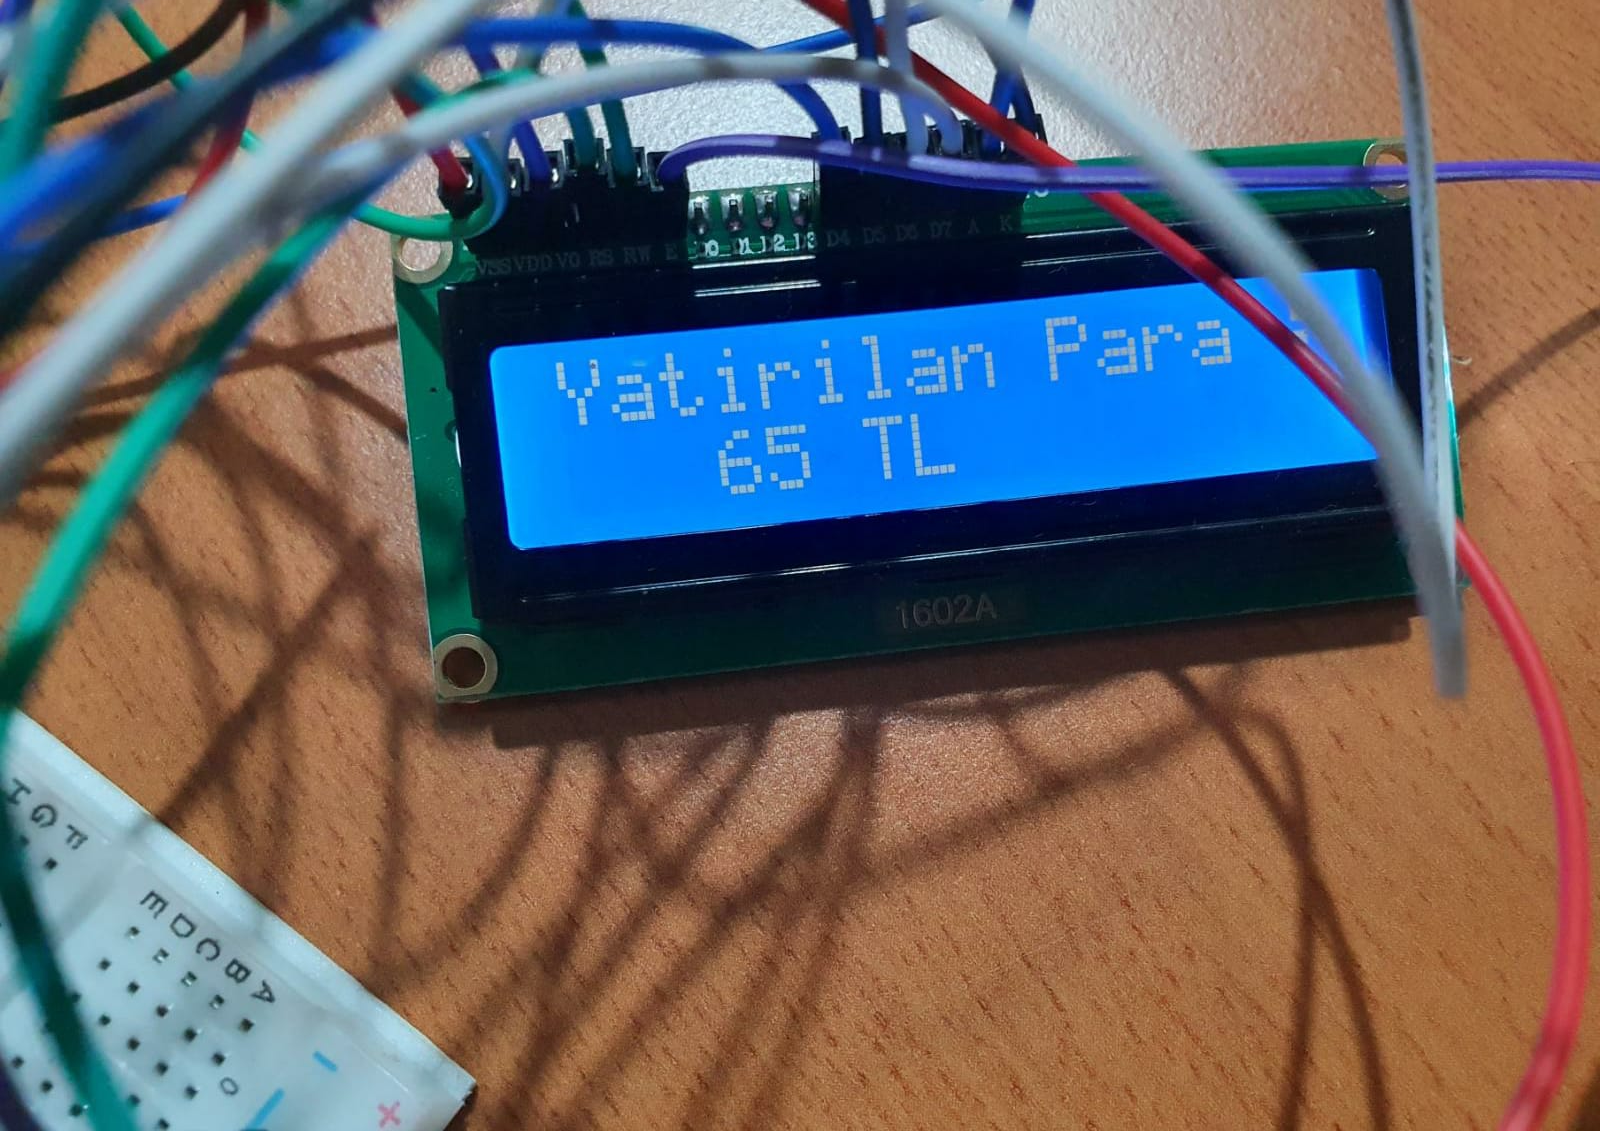 VSS VDD V0 RS RW E D0 D1 D2 D3 D4 D5 D6 D7 A K
Yatirilan Para
65 TL
1602A
F
G
H
E
D
C
B
A